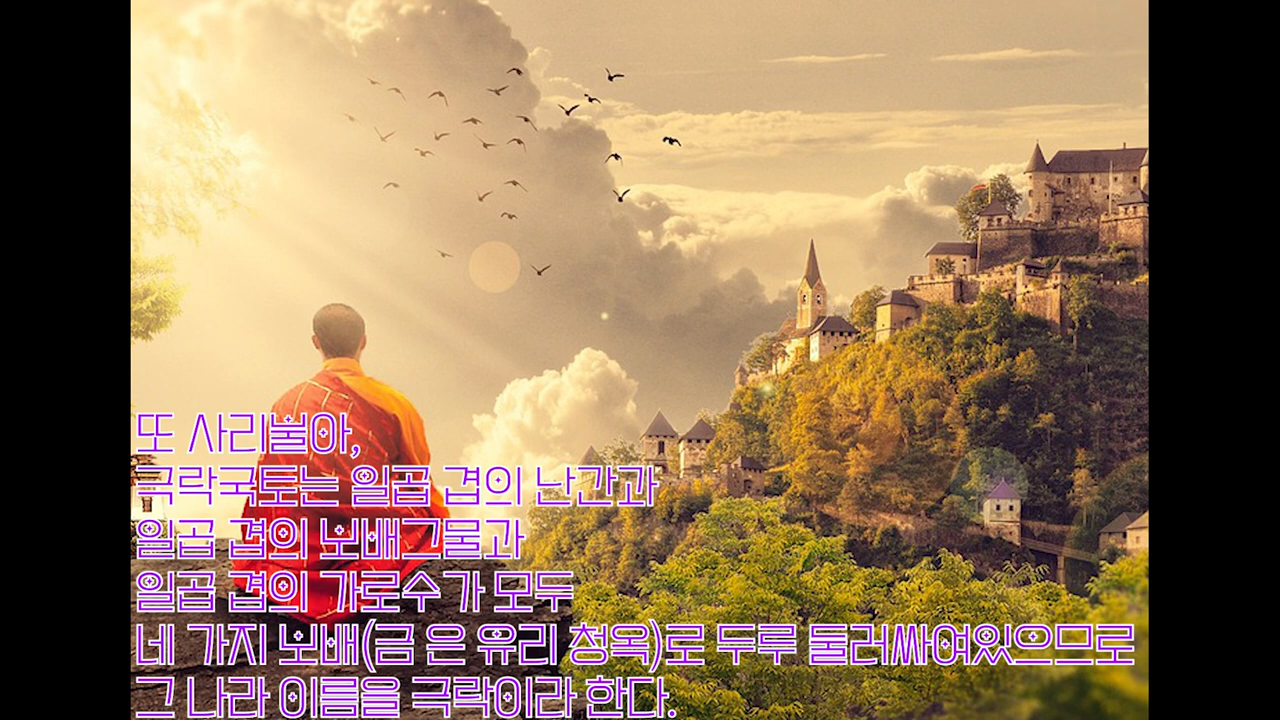 또 사리불아,
극락국토는 일곱 겹의 난간과
일곱 겹의 보배그물과
일곱 겹의 가로수가 모두
네 가지 보배(금 은 유리 청옥)로 두루 둘러싸여있으므로
그 나라 이름을 극락이라 한다.